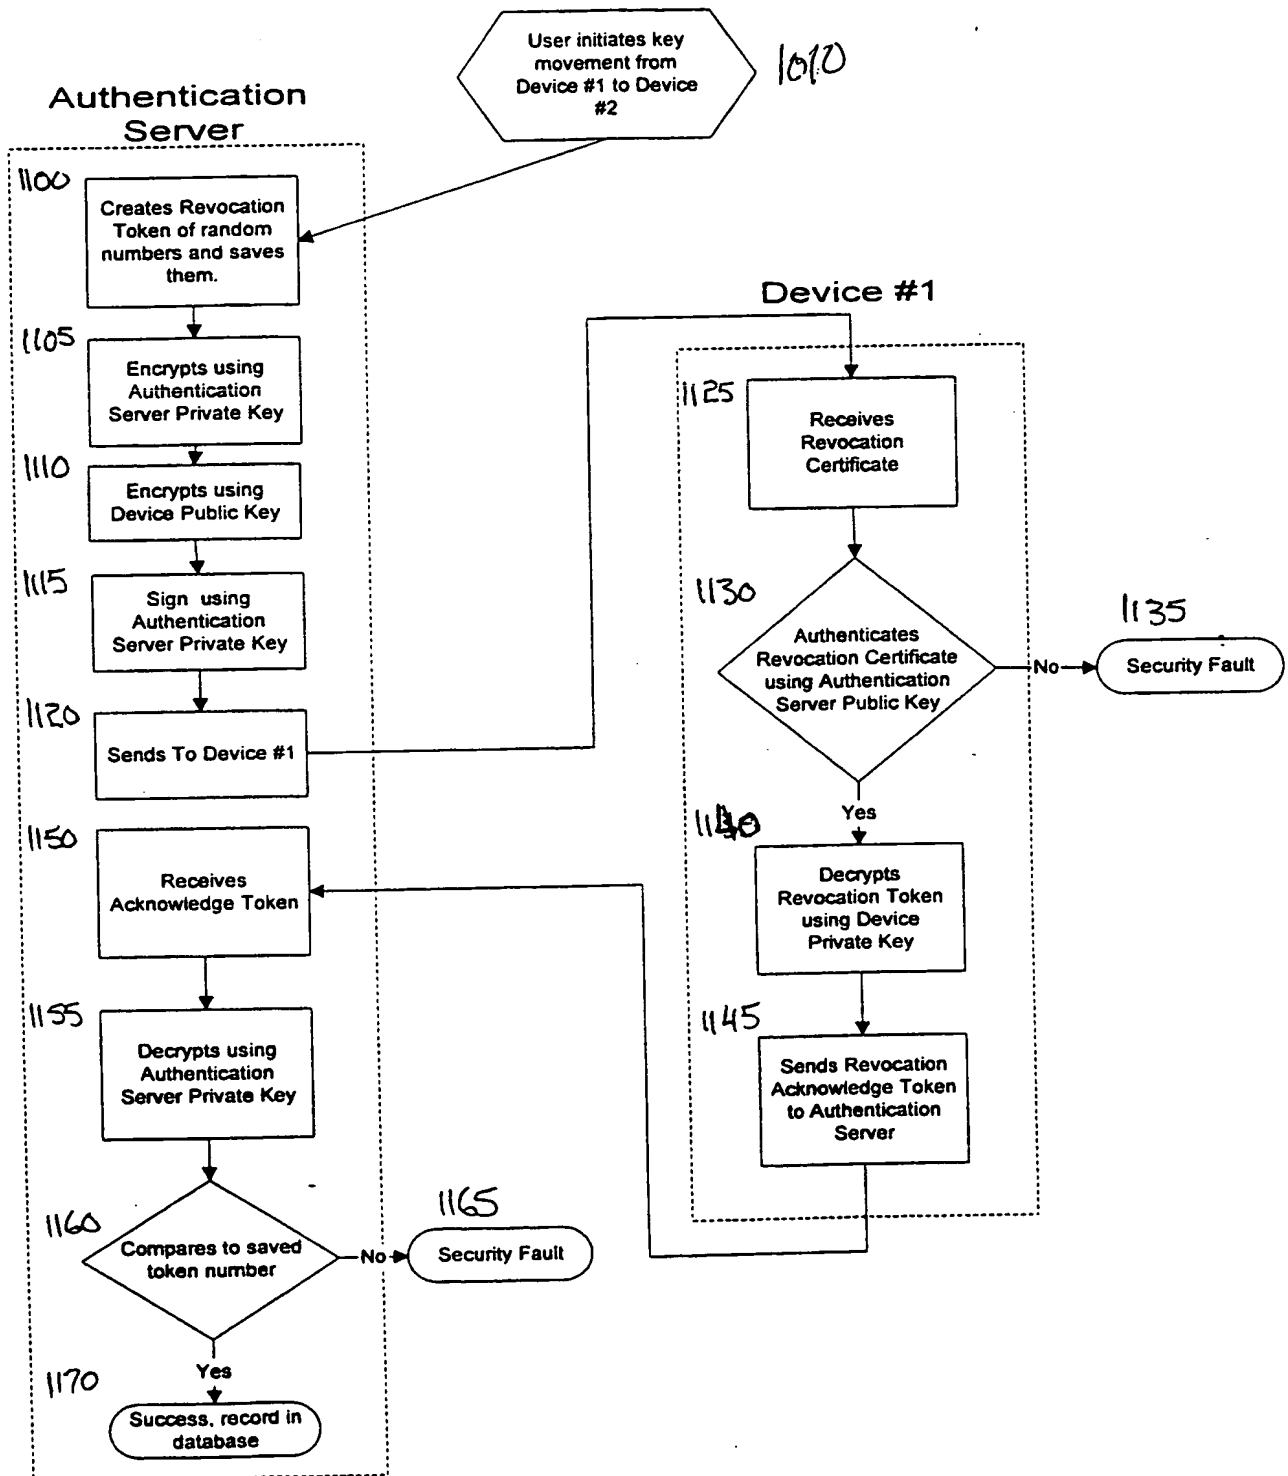 User initiates key
movement from
Device #1 to Device
#2
1010
Authentication
Server
1100
Creates Revocation
Token of random
numbers and saves
them.
1105
Encrypts using
Authentication
Server Private Key
1110
Encrypts using
Device Public Key
1115
Sign using
Authentication
Server Private Key
1120
Sends To Device #1
Device #1
1125
Receives
Revocation
Certificate
1130
Authenticates
Revocation Certificate
using Authentication
Server Public Key
No
1135
Security Fault
Yes
1140
Decrypts
Revocation Token
using Device
Private Key
1145
Sends Revocation
Acknowledge Token
to Authentication
Server
1150
Receives
Acknowledge Token
1155
Decrypts using
Authentication
Server Private Key
1160
Compares to saved
token number
No
1165
Security Fault
Yes
1170
Success, record in
database